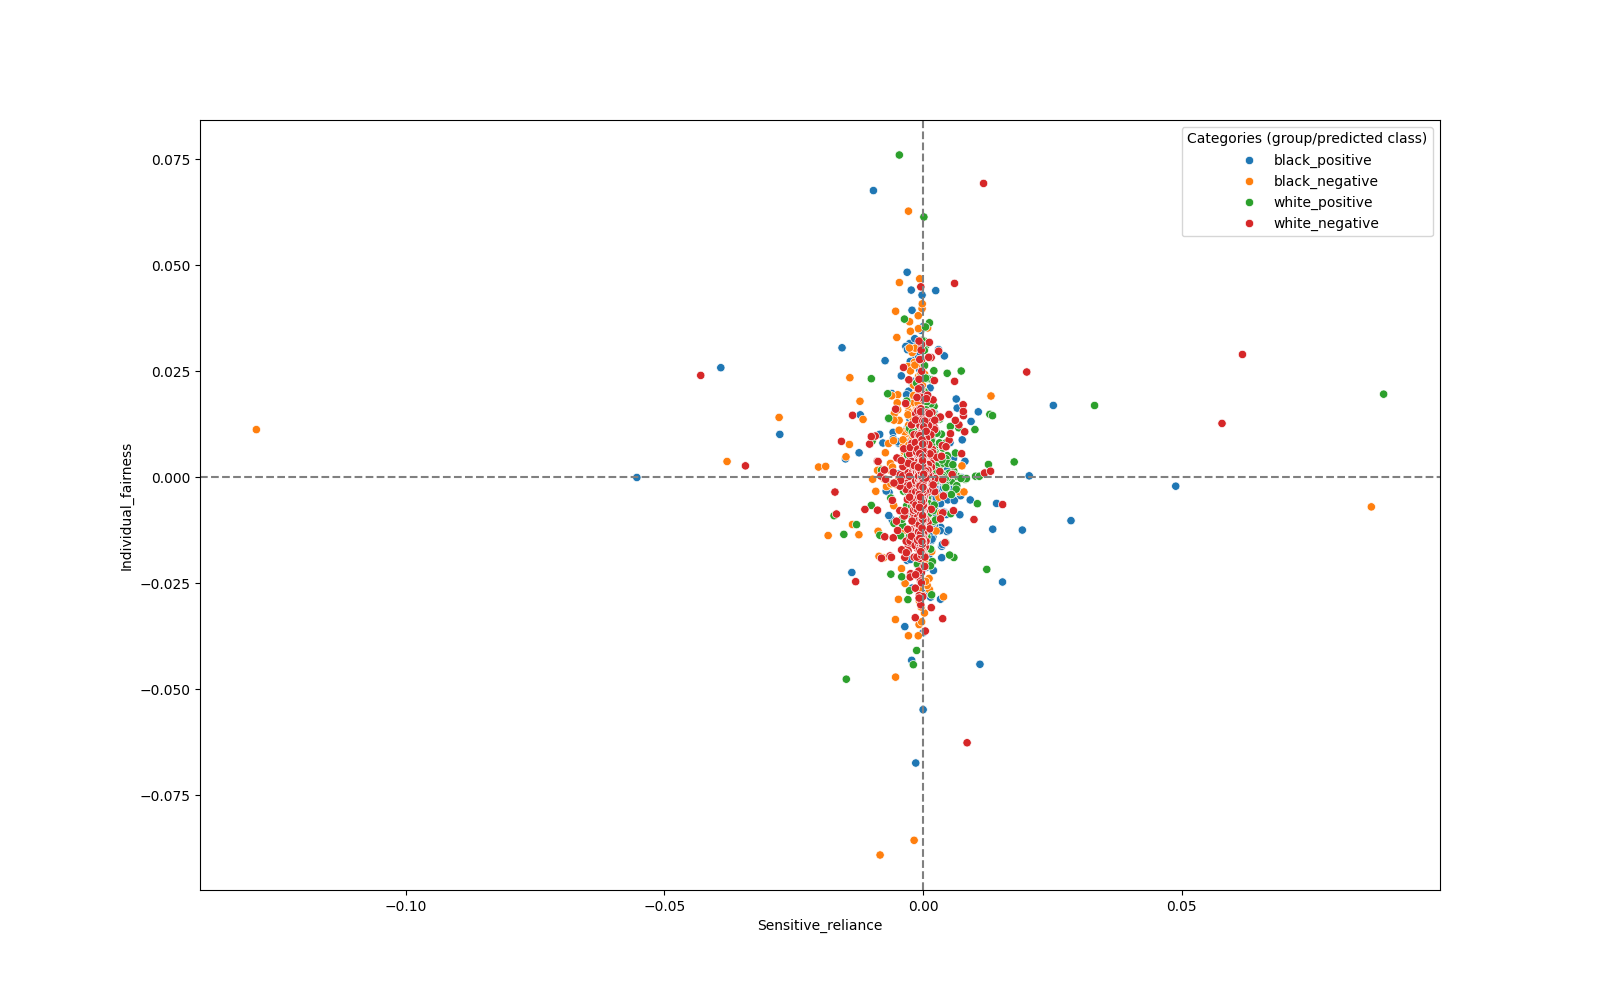 Categories (group/predicted class)
black_positive
black_negative
white_positive
white_negative
0.075
0.050
0.025
0.000
−0.025
−0.050
−0.075
Individual_fairness
−0.10
−0.05
0.00
0.05
Sensitive_reliance